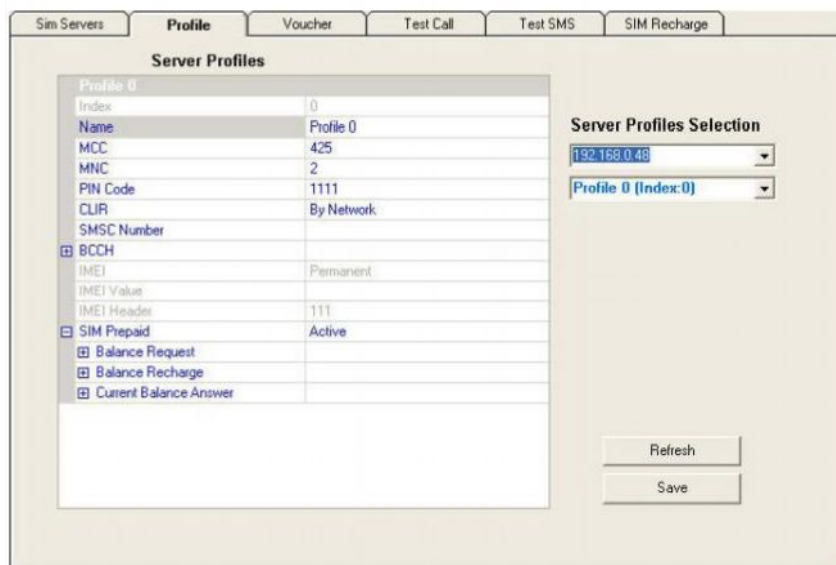 Sim Servers Profile Voucher Test Call Test SMS SIM Recharge
Server Profiles
Profile 0
Index 0
Name Profile 0
MCC 425
MNC 2
PIN Code 1111
CLIR By Network
SMSC Number
BCCH
IMEI Permanent
IMEI Value
IMEI Header 111
SIM Prepaid Active
Balance Request
Balance Recharge
Current Balance Answer
Server Profiles Selection
192.168.0.48
Profile 0 (Index:0)
Refresh
Save